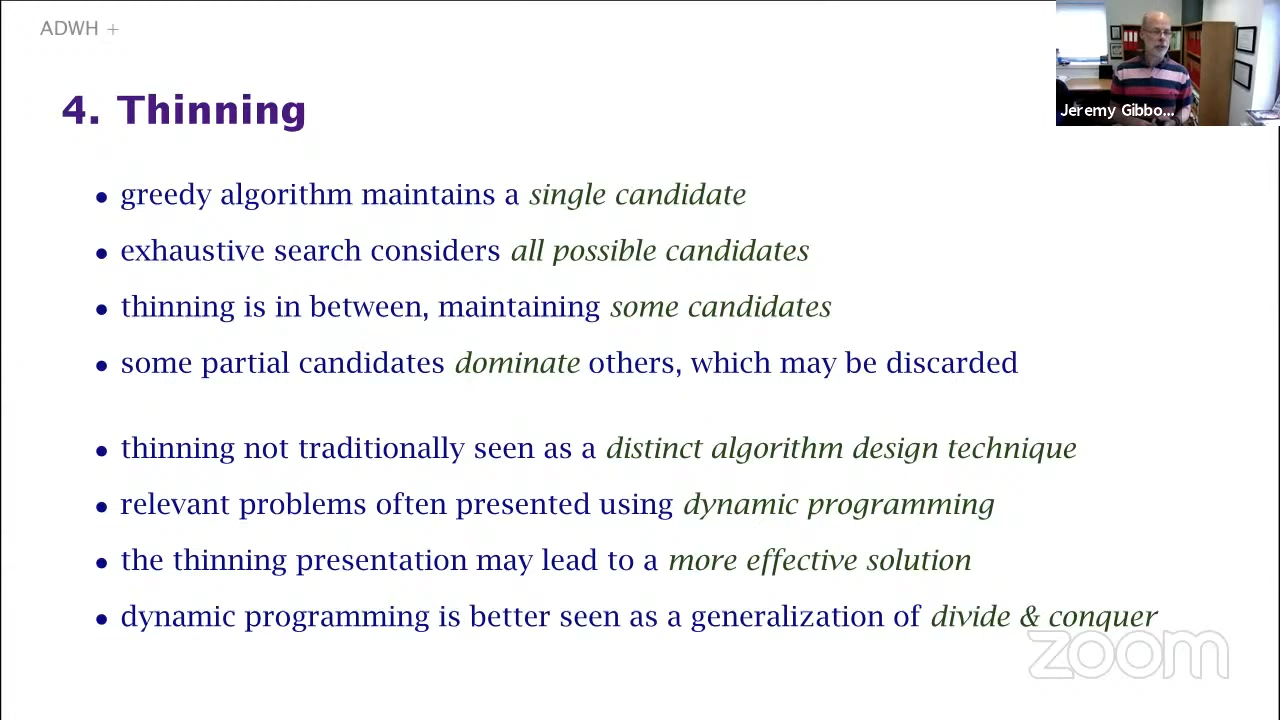 ADWH +
Jeremy Gibbo...
4. Thinning
• greedy algorithm maintains a single candidate
• exhaustive search considers all possible candidates
• thinning is in between, maintaining some candidates
• some partial candidates dominate others, which may be discarded
• thinning not traditionally seen as a distinct algorithm design technique
• relevant problems often presented using dynamic programming
• the thinning presentation may lead to a more effective solution
• dynamic programming is better seen as a generalization of divide & conquer
zoom